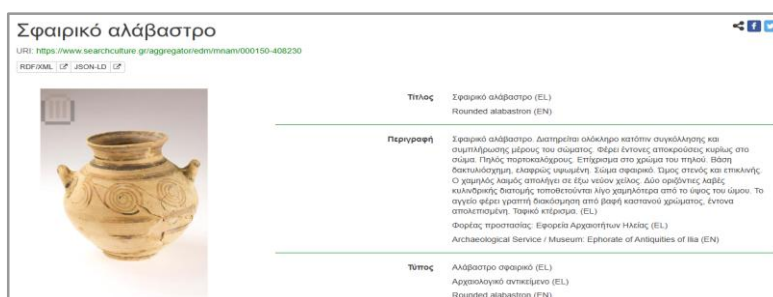 Σφαιρικό αλάβαστρο
URI: https://www.searchculture.gr/aggregator/edm/mnam/000150-408230
RDF/XML JSON-LD
Τίτλος Σφαιρικό αλάβαστρο (EL)
Rounded alabastron (EN)
Περιγραφή Σφαιρικό αλάβαστρο. Διατηρείται ολόκληρο κατόπιν συγκόλλησης και
συμπλήρωσης μέρους του σώματος. Φέρει έντονες αποκρούσεις κυρίως στο
σώμα. Πηλός πορτοκαλόχρους. Επίχρισμα στο χρώμα του πηλού. Βάση
δακτυλιόσχημη, ελαφρώς υψωμένη. Σώμα σφαιρικό. Ώμος στενός και επικλινής.
Ο χαμηλός λαιμός απολήγει σε έξω νεύον χείλος. Δύο οριζόντιες λαβές
κυλινδρικής διατομής τοποθετούνται λίγο χαμηλότερα από το ύψος του ώμου. Το
αγγείο φέρει γραπτή διακόσμηση από βαφή καστανού χρώματος, έντονα
απολεπισμένη. Ταφικό κτέρισμα. (EL)
Φορέας προστασίας: Εφορεία Αρχαιοτήτων Ηλείας (EL)
Archaeological Service / Museum: Ephorate of Antiquities of Ilia (EN)
Τύπος Αλάβαστρο σφαιρικό (EL)
Αρχαιολογικό αντικείμενο (EL)
Rounded alabastron (EN)